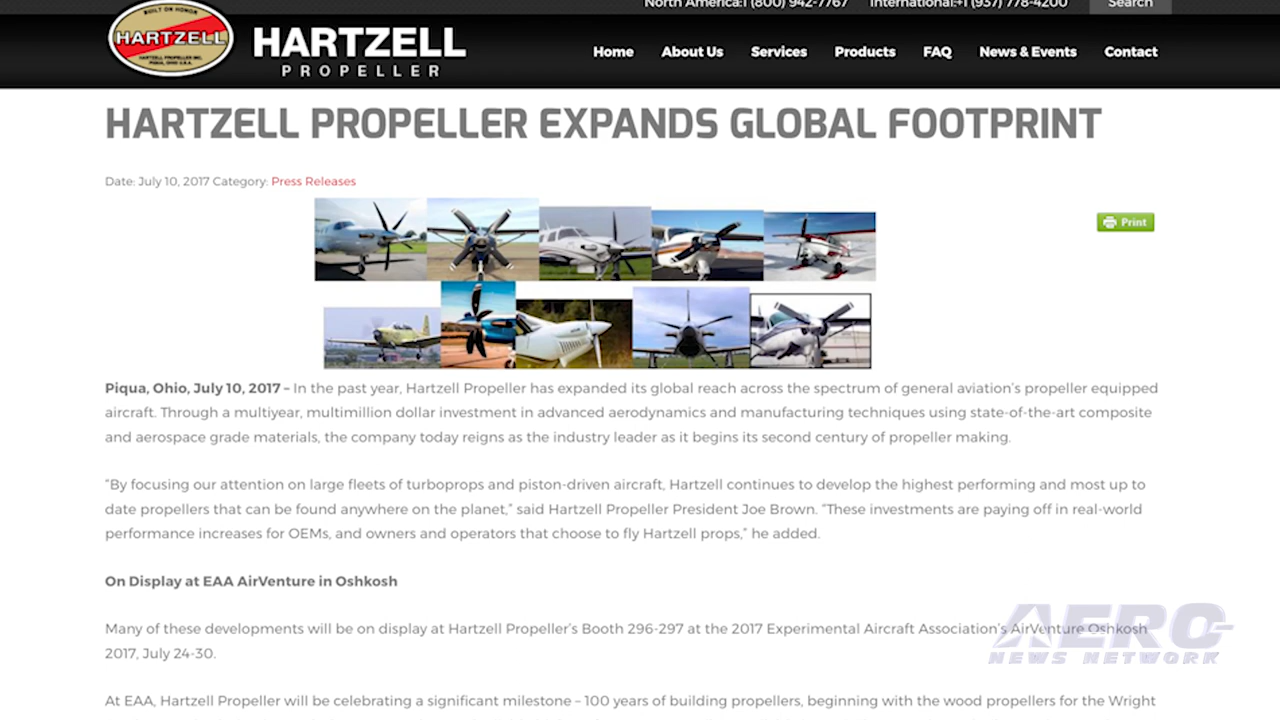 North America:1 (800) 942-7767 International:+1 (937) 778-4200 Search
BUILT ON HONOR
HARTZELL
HARTZELL PROPELLER INC.
PIQUA, OHIO U.S.A.
HARTZELL
PROPELLER
Home About Us Services Products FAQ News & Events Contact
HARTZELL PROPELLER EXPANDS GLOBAL FOOTPRINT
Date: July 10, 2017 Category: Press Releases
Print
Piqua, Ohio, July 10, 2017 – In the past year, Hartzell Propeller has expanded its global reach across the spectrum of general aviation's propeller equipped
aircraft. Through a multiyear, multimillion dollar investment in advanced aerodynamics and manufacturing techniques using state-of-the-art composite
and aerospace grade materials, the company today reigns as the industry leader as it begins its second century of propeller making.
"By focusing our attention on large fleets of turboprops and piston-driven aircraft, Hartzell continues to develop the highest performing and most up to
date propellers that can be found anywhere on the planet," said Hartzell Propeller President Joe Brown. "These investments are paying off in real-world
performance increases for OEMs, and owners and operators that choose to fly Hartzell props," he added.
On Display at EAA AirVenture in Oshkosh
Many of these developments will be on display at Hartzell Propeller's Booth 296-297 at the 2017 Experimental Aircraft Association's AirVenture Oshkosh
2017, July 24-30.
AERO
NEWS NETWORK
At EAA, Hartzell Propeller will be celebrating a significant milestone – 100 years of building propellers, beginning with the wood propellers for the Wright